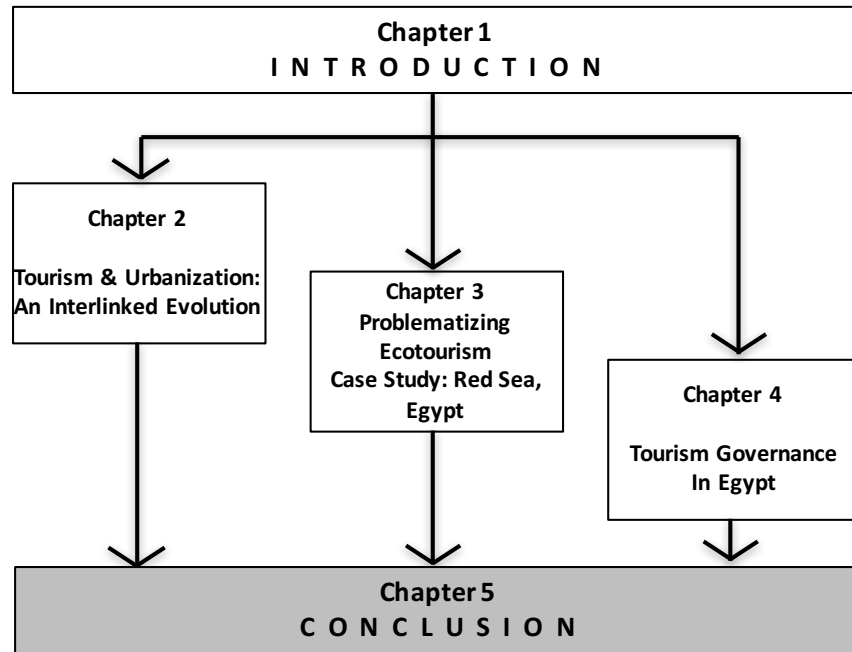 Chapter 1
I N T R O D U C T I O N
Chapter 2
Tourism & Urbanization:
An Interlinked Evolution
Chapter 3
Problematizing
Ecotourism
Case Study: Red Sea,
Egypt
Chapter 4
Tourism Governance
In Egypt
Chapter 5
C O N C L U S I O N